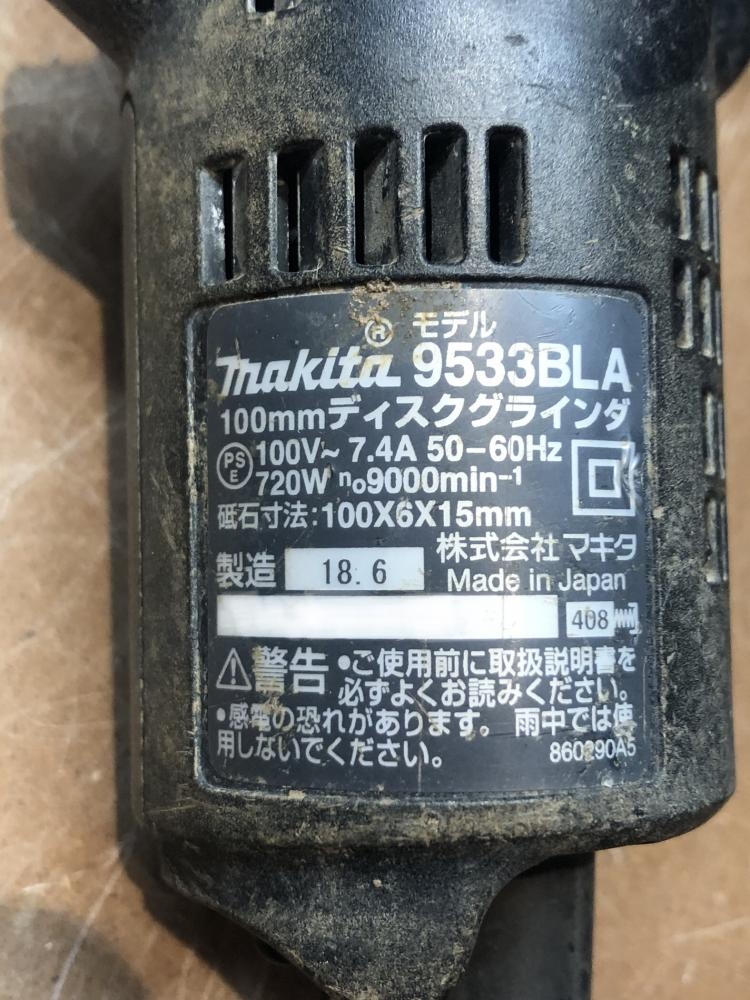 ® モデル
makita 9533BLA
100mmディスクグラインダ
PSE 100V~ 7.4A 50-60Hz
720W n₀9000min⁻¹
砥石寸法:100X6X15mm
株式会社マキタ
製造 18.6 Made in Japan
408
警告 •ご使用前に取扱説明書を
必ずよくお読みください。
•感電の恐れがあります。 雨中では使
用しないでください。 860290A5